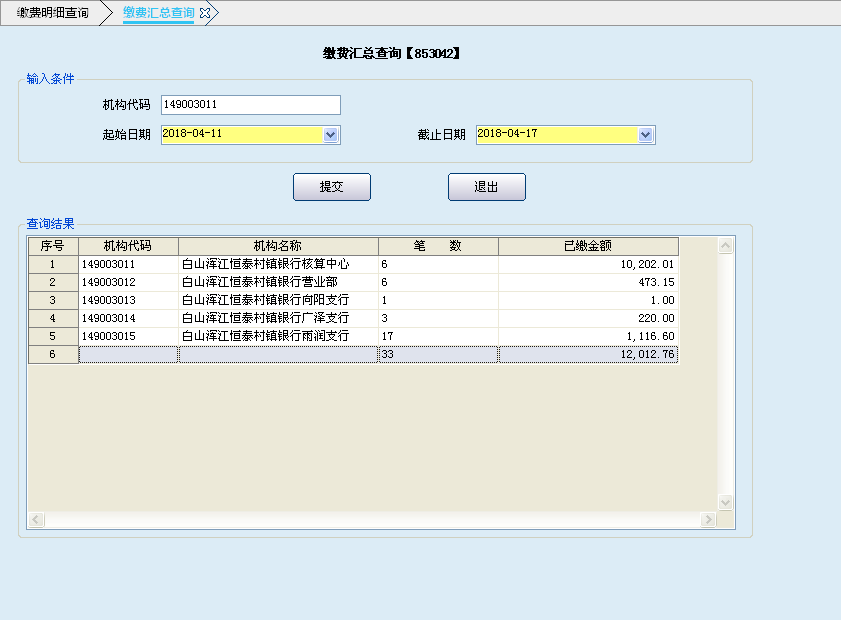 缴费明细查询 缴费汇总查询
缴费汇总查询【853042】
输入条件
机构代码 149003011
起始日期 2018-04-11 截止日期 2018-04-17
提交 退出
查询结果
序号 机构代码 机构名称 笔 数 已缴金额
1 149003011 白山浑江恒泰村镇银行核算中心 6 10,202.01
2 149003012 白山浑江恒泰村镇银行营业部 6 473.15
3 149003013 白山浑江恒泰村镇银行向阳支行 1 1.00
4 149003014 白山浑江恒泰村镇银行广泽支行 3 220.00
5 149003015 白山浑江恒泰村镇银行雨润支行 17 1,116.60
6 33 12,012.76